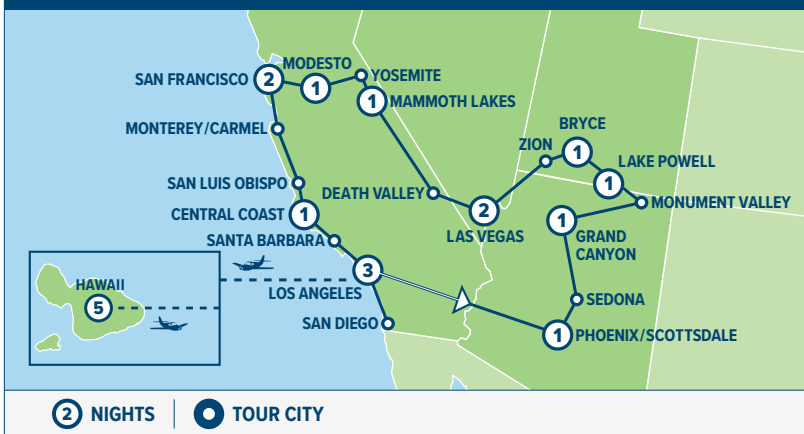 MODESTO
SAN FRANCISCO
2
1
YOSEMITE
1
MAMMOTH LAKES
MONTEREY/CARMEL
BRYCE
ZION
1
LAKE POWELL
1
SAN LUIS OBISPO
DEATH VALLEY
MONUMENT VALLEY
CENTRAL COAST
1
2
LAS VEGAS
1
GRAND
CANYON
SANTA BARBARA
3
LOS ANGELES
HAWAII
5
SEDONA
SAN DIEGO
1
PHOENIX/SCOTTSDALE
2 NIGHTS
TOUR CITY